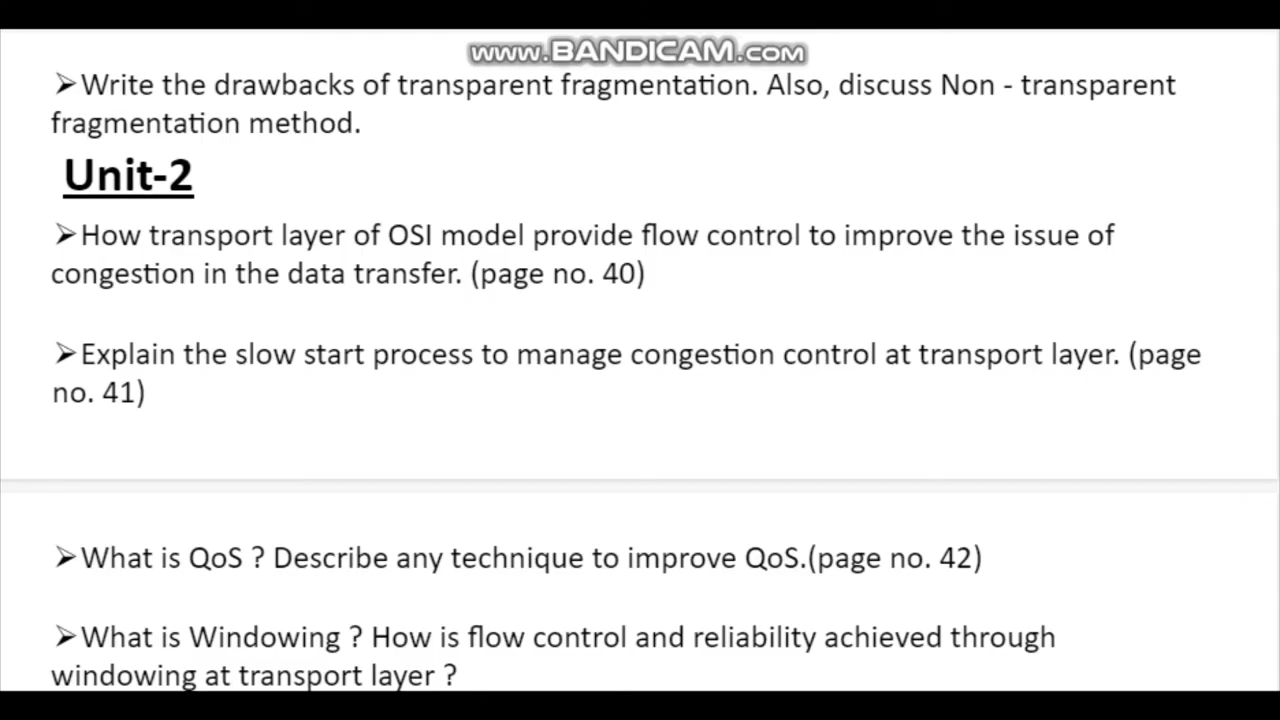 www.BANDICAM.com
➢Write the drawbacks of transparent fragmentation. Also, discuss Non - transparent
fragmentation method.
Unit-2
➢How transport layer of OSI model provide flow control to improve the issue of
congestion in the data transfer. (page no. 40)
➢Explain the slow start process to manage congestion control at transport layer. (page
no. 41)
➢What is QoS ? Describe any technique to improve QoS.(page no. 42)
➢What is Windowing ? How is flow control and reliability achieved through
windowing at transport layer ?